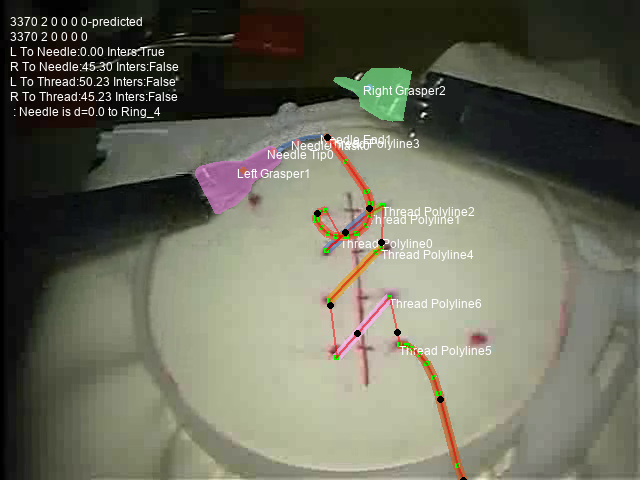 3370 2 0 0 0 0-predicted
3370 2 0 0 0 0
L To Needle:0.00 Inters:True
R To Needle:45.30 Inters:False
L To Thread:50.23 Inters:False
R To Thread:45.23 Inters:False
: Needle is d=0.0 to Ring_4
Right Grasper2
Needle End1
Polyline3
Needle
Needle Tip0
Left Grasper1
Thread Polyline2
Thread Polyline1
Thread Polyline0
Thread Polyline4
Thread Polyline6
Thread Polyline5